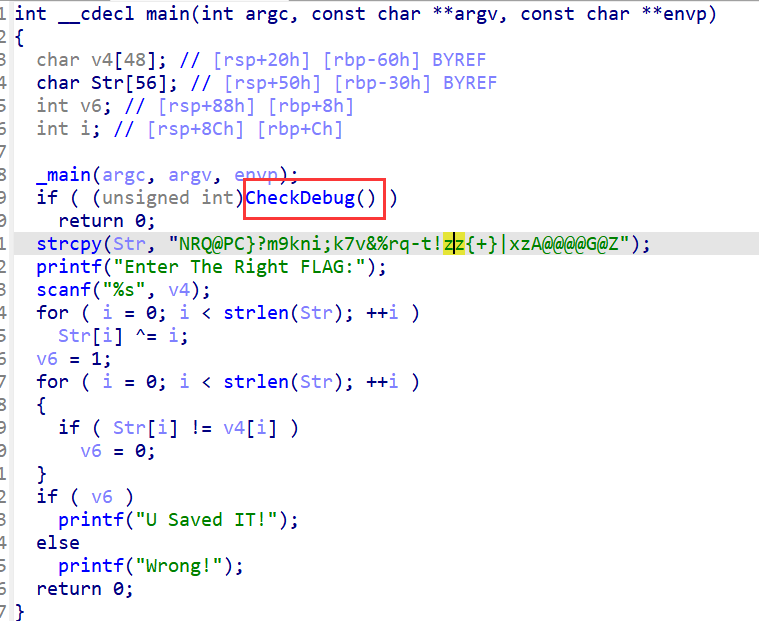 1 int __cdecl main(int argc, const char **argv, const char **envp)
2 {
3   char v4[48]; // [rsp+20h] [rbp-60h] BYREF
4   char Str[56]; // [rsp+50h] [rbp-30h] BYREF
5   int v6; // [rsp+88h] [rbp+8h]
6   int i; // [rsp+8Ch] [rbp+Ch]
7
8   _main(argc, argv, envp);
9   if ( (unsigned int)CheckDebug() )
0     return 0;
1   strcpy(Str, "NRQ@PC}?m9kni;k7v&%rq-t!zz{+}|xzA@@@@G@Z");
2   printf("Enter The Right FLAG:");
3   scanf("%s", v4);
4   for ( i = 0; i < strlen(Str); ++i )
5     Str[i] ^= i;
6   v6 = 1;
7   for ( i = 0; i < strlen(Str); ++i )
8   {
9     if ( Str[i] != v4[i] )
0       v6 = 0;
1   }
2   if ( v6 )
3     printf("U Saved IT!");
4   else
5     printf("Wrong!");
6   return 0;
7 }